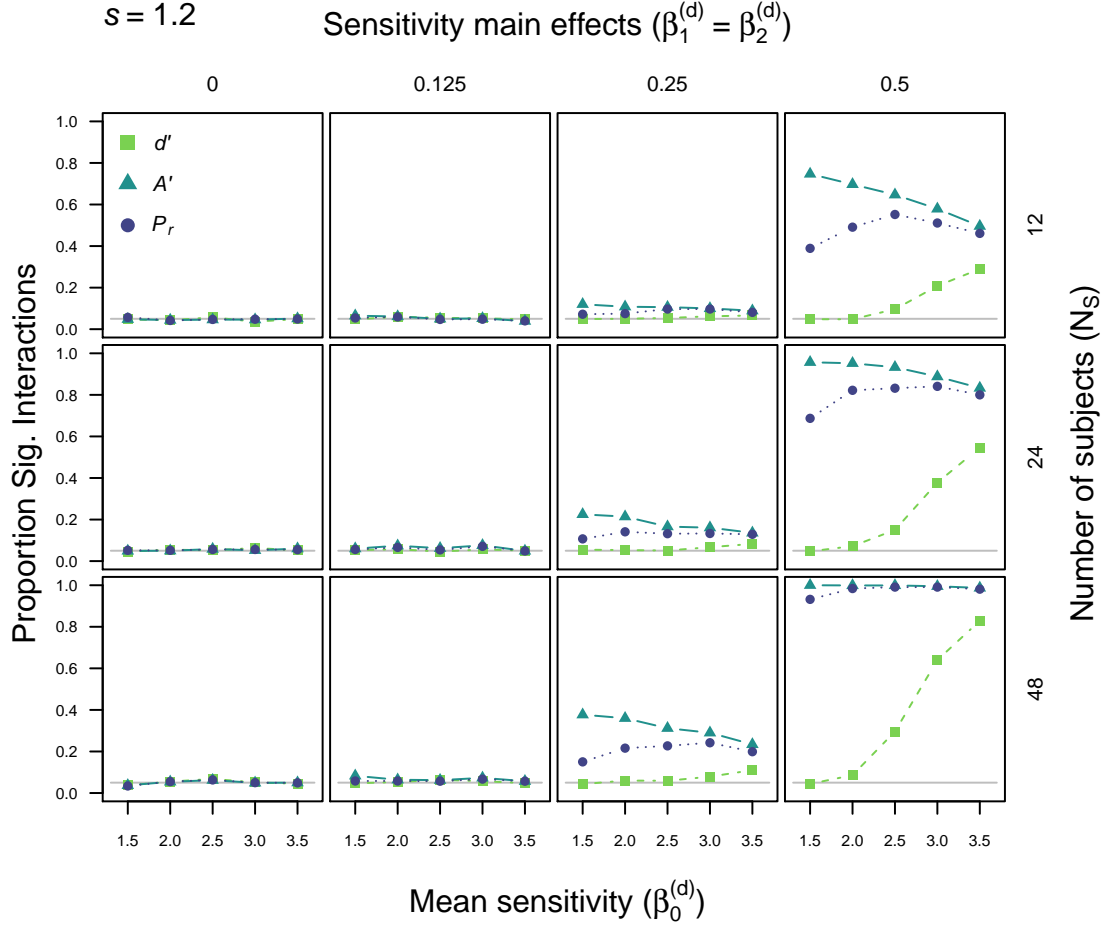 s = 1.2
Sensitivity main effects (β₁⁽ᵈ⁾ = β₂⁽ᵈ⁾)
0 0.125 0.25 0.5
Proportion Sig. Interactions
1.0
0.8
0.6
0.4
0.2
0.0
d′
A′
Pᵣ
12
1.0
0.8
0.6
0.4
0.2
0.0
24
1.0
0.8
0.6
0.4
0.2
0.0
48
Number of subjects (N_S)
1.5 2.0 2.5 3.0 3.5 1.5 2.0 2.5 3.0 3.5 1.5 2.0 2.5 3.0 3.5 1.5 2.0 2.5 3.0 3.5
Mean sensitivity (β₀⁽ᵈ⁾)